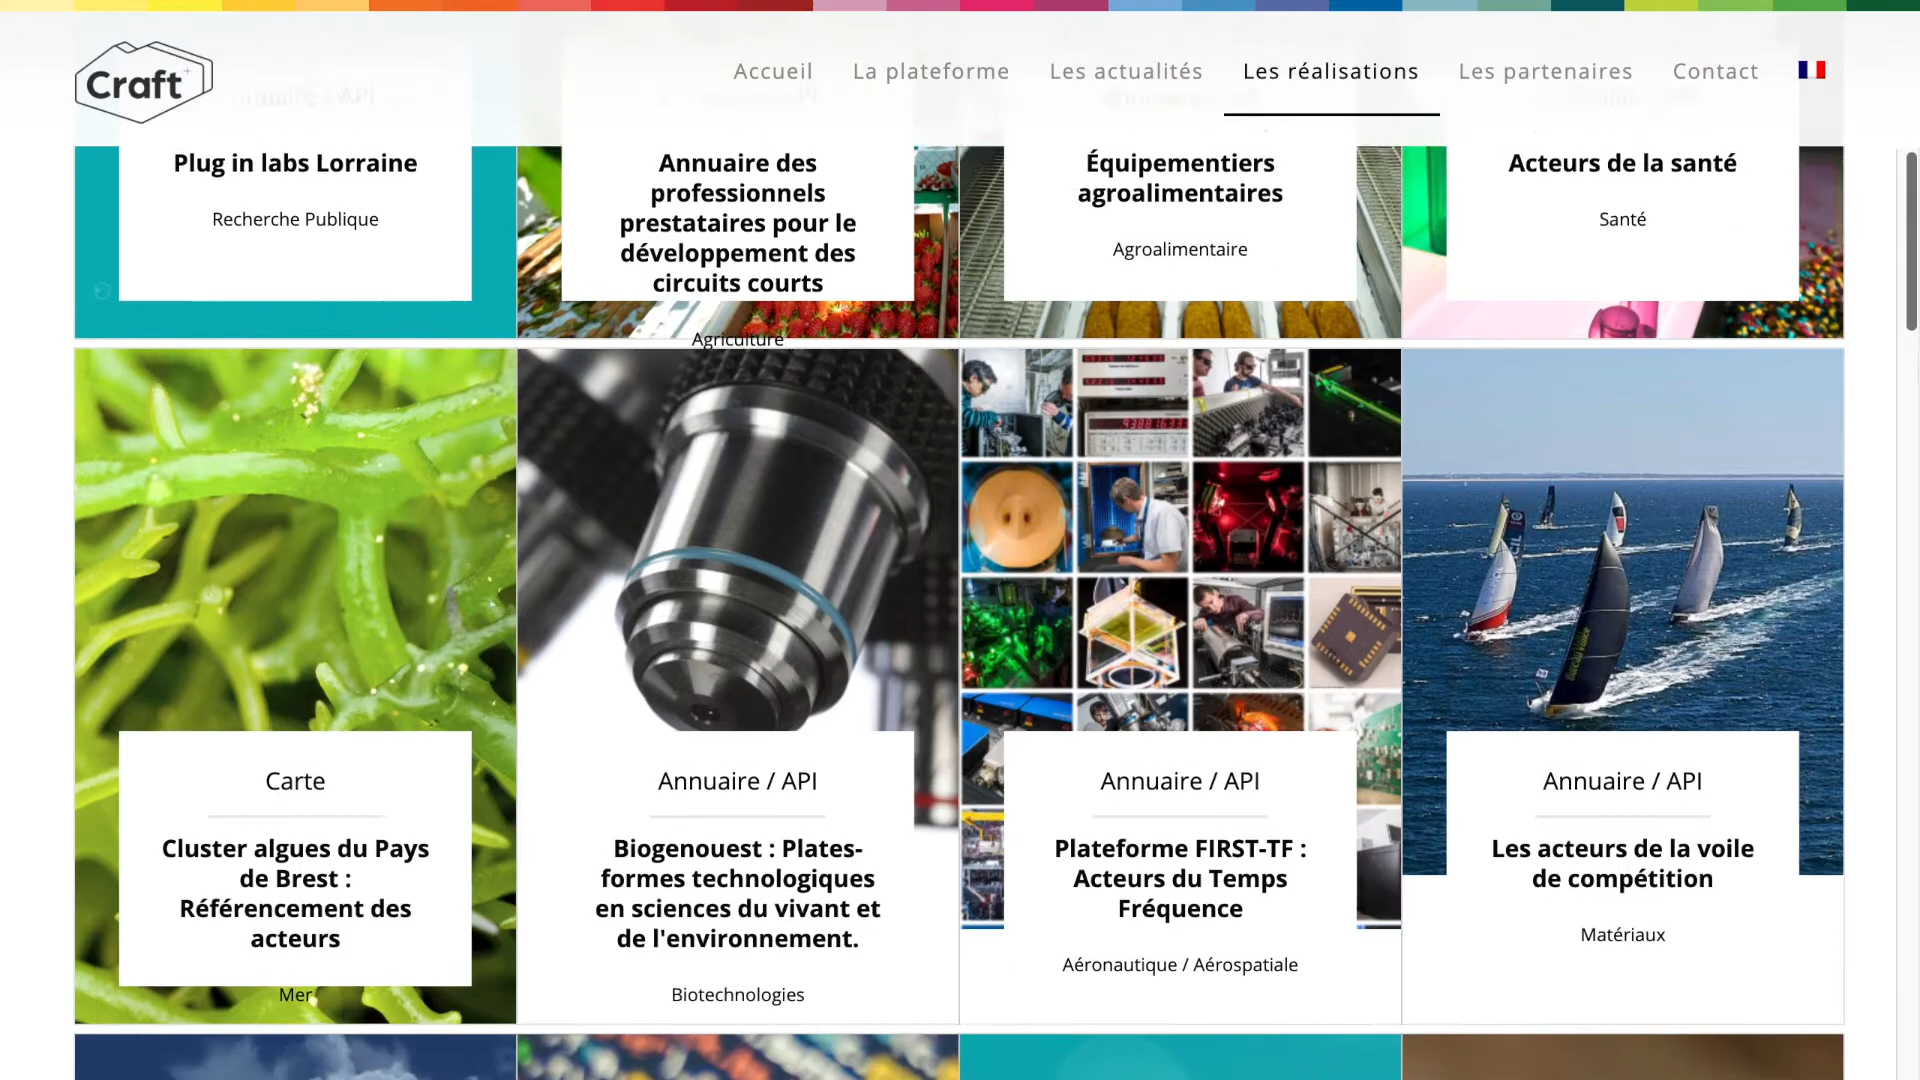 Craft
Accueil
La plateforme
Les actualités
Les réalisations
Les partenaires
Contact
Plug in labs Lorraine
Recherche Publique
Annuaire des
professionnels
prestataires pour le
développement des
circuits courts
Agriculture
Équipementiers
agroalimentaires
Agroalimentaire
Acteurs de la santé
Santé
Carte
Cluster algues du Pays
de Brest :
Référencement des
acteurs
Mer
Annuaire / API
Biogenouest : Plates-
formes technologiques
en sciences du vivant et
de l'environnement.
Biotechnologies
Annuaire / API
Plateforme FIRST-TF :
Acteurs du Temps
Fréquence
Aéronautique / Aérospatiale
Annuaire / API
Les acteurs de la voile
de compétition
Matériaux